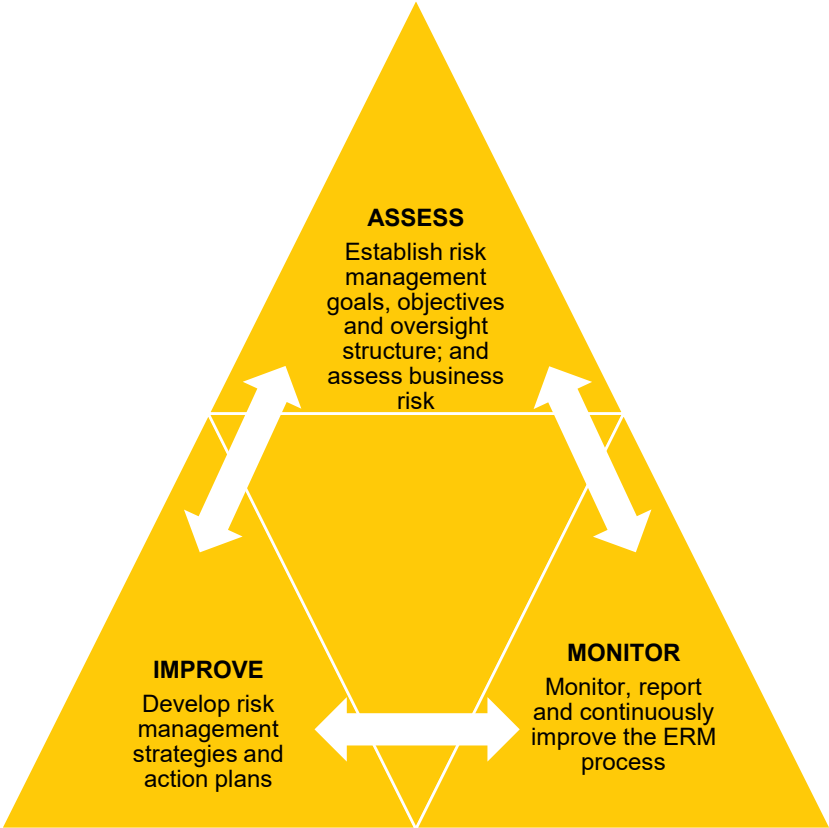 ASSESS
Establish risk
management
goals, objectives
and oversight
structure; and
assess business
risk
IMPROVE
Develop risk
management
strategies and
action plans
MONITOR
Monitor, report
and continuously
improve the ERM
process